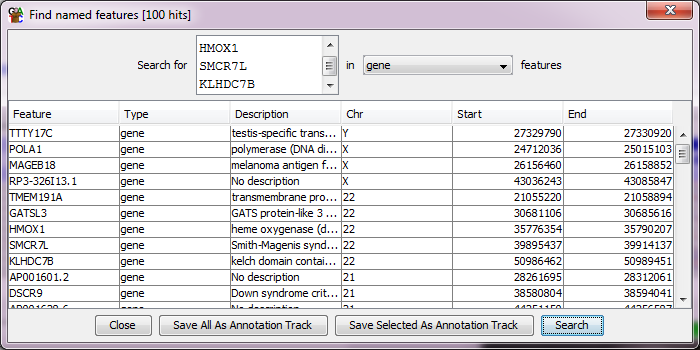 Find named features [100 hits]
HMOX1
SMCR7L
KLHDC7B
Search for
in
gene
features
Feature Type Description Chr Start End
TTTY17C gene testis-specific trans... Y 27329790 27330920
POLA1 gene polymerase (DNA di... X 24712036 25015103
MAGEB18 gene melanoma antigen f... X 26156460 26158852
RP3-326I13.1 gene No description X 43036243 43085847
TMEM191A gene transmembrane pro... 22 21055220 21058894
GATSL3 gene GATS protein-like 3 ... 22 30681106 30685616
HMOX1 gene heme oxygenase (d... 22 35776354 35790207
SMCR7L gene Smith-Magenis synd... 22 39895437 39914137
KLHDC7B gene kelch domain contai... 22 50986462 50989451
AP001601.2 gene No description 21 28261695 28312061
DSCR9 gene Down syndrome crit... 21 38580804 38594041
gene No description 21
Close Save All As Annotation Track Save Selected As Annotation Track Search